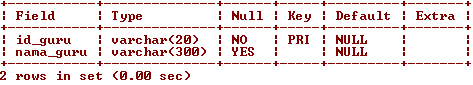 +-----------+--------------+------+-----+---------+-------+
| Field     | Type         | Null | Key | Default | Extra |
+-----------+--------------+------+-----+---------+-------+
| id_guru   | varchar(20)  | NO   | PRI | NULL    |       |
| nama_guru | varchar(300) | YES  |     | NULL    |       |
+-----------+--------------+------+-----+---------+-------+
2 rows in set (0.00 sec)